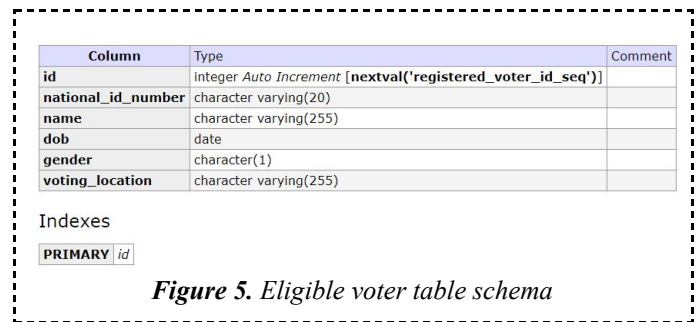 Column Type Comment
id integer Auto Increment [nextval('registered_voter_id_seq')]
national_id_number character varying(20)
name character varying(255)
dob date
gender character(1)
voting_location character varying(255)
Indexes
PRIMARY id
Figure 5. Eligible voter table schema